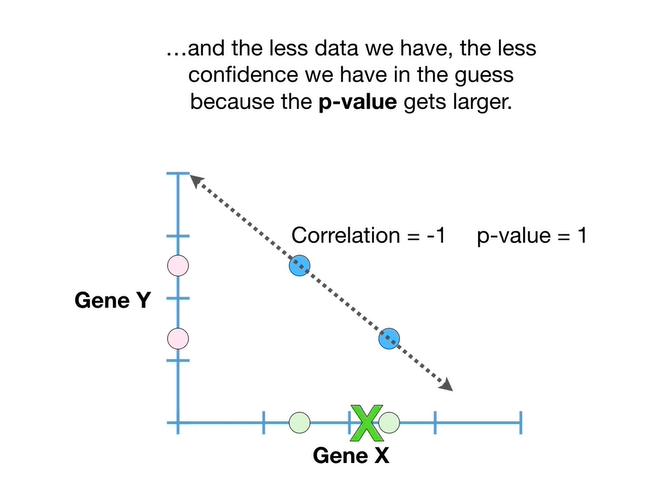 ...and the less data we have, the less
confidence we have in the guess
because the p-value gets larger.
Correlation = -1 p-value = 1
Gene Y
X
Gene X